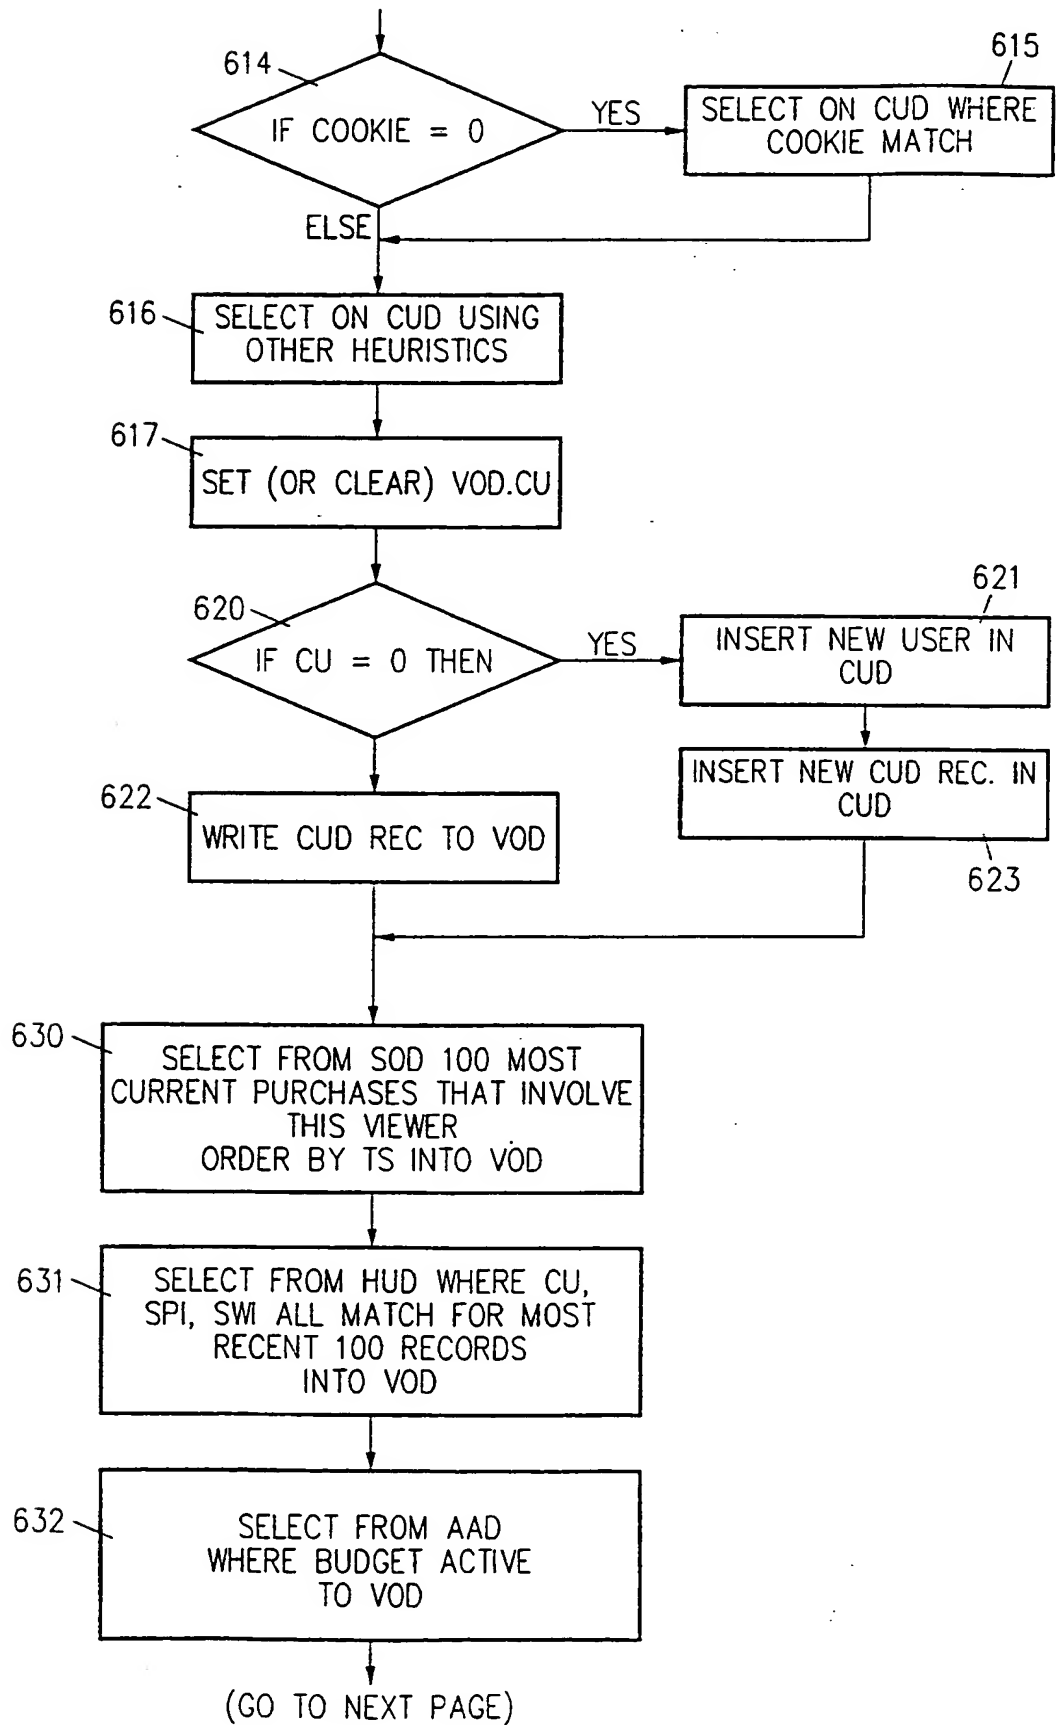 614
IF COOKIE = 0
YES
615
SELECT ON CUD WHERE
COOKIE MATCH
ELSE
616
SELECT ON CUD USING
OTHER HEURISTICS
617
SET (OR CLEAR) VOD.CU
620
IF CU = 0 THEN
YES
621
INSERT NEW USER IN
CUD
INSERT NEW CUD REC. IN
CUD
623
622
WRITE CUD REC TO VOD
630
SELECT FROM SOD 100 MOST
CURRENT PURCHASES THAT INVOLVE
THIS VIEWER
ORDER BY TS INTO VOD
631
SELECT FROM HUD WHERE CU,
SPI, SWI ALL MATCH FOR MOST
RECENT 100 RECORDS
INTO VOD
632
SELECT FROM AAD
WHERE BUDGET ACTIVE
TO VOD
(GO TO NEXT PAGE)